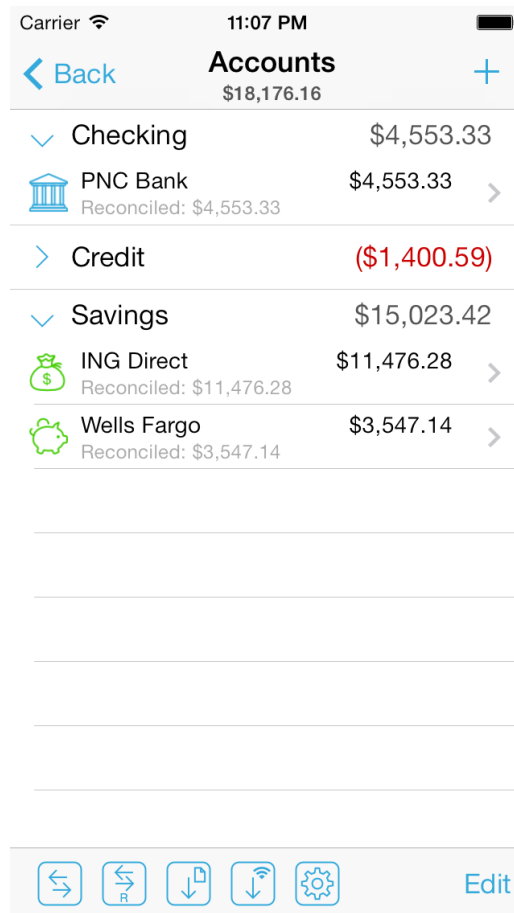 Carrier 11:07 PM
Back Accounts
$18,176.16
Checking $4,553.33
PNC Bank $4,553.33
Reconciled: $4,553.33
Credit ($1,400.59)
Savings $15,023.42
ING Direct $11,476.28
$
Reconciled: $11,476.28
Wells Fargo $3,547.14
Reconciled: $3,547.14
R
Edit